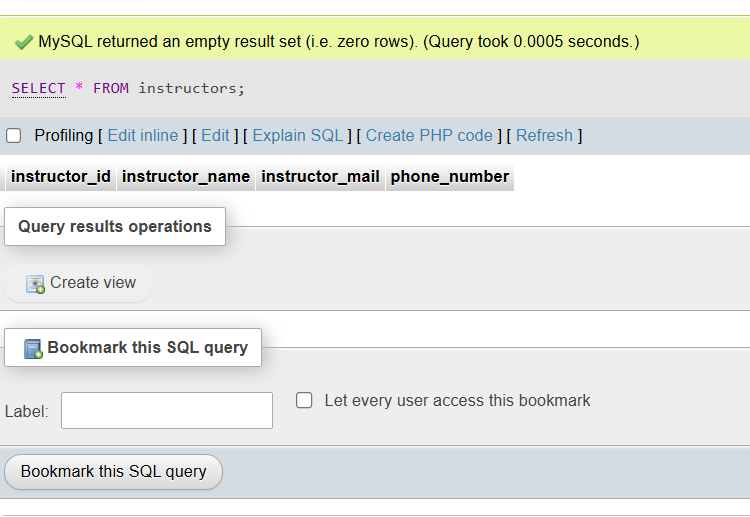 MySQL returned an empty result set (i.e. zero rows). (Query took 0.0005 seconds.)
SELECT * FROM instructors;
Profiling [ Edit inline ] [ Edit ] [ Explain SQL ] [ Create PHP code ] [ Refresh ]
instructor_id instructor_name instructor_mail phone_number
Query results operations
Create view
Bookmark this SQL query
Label: Let every user access this bookmark
Bookmark this SQL query